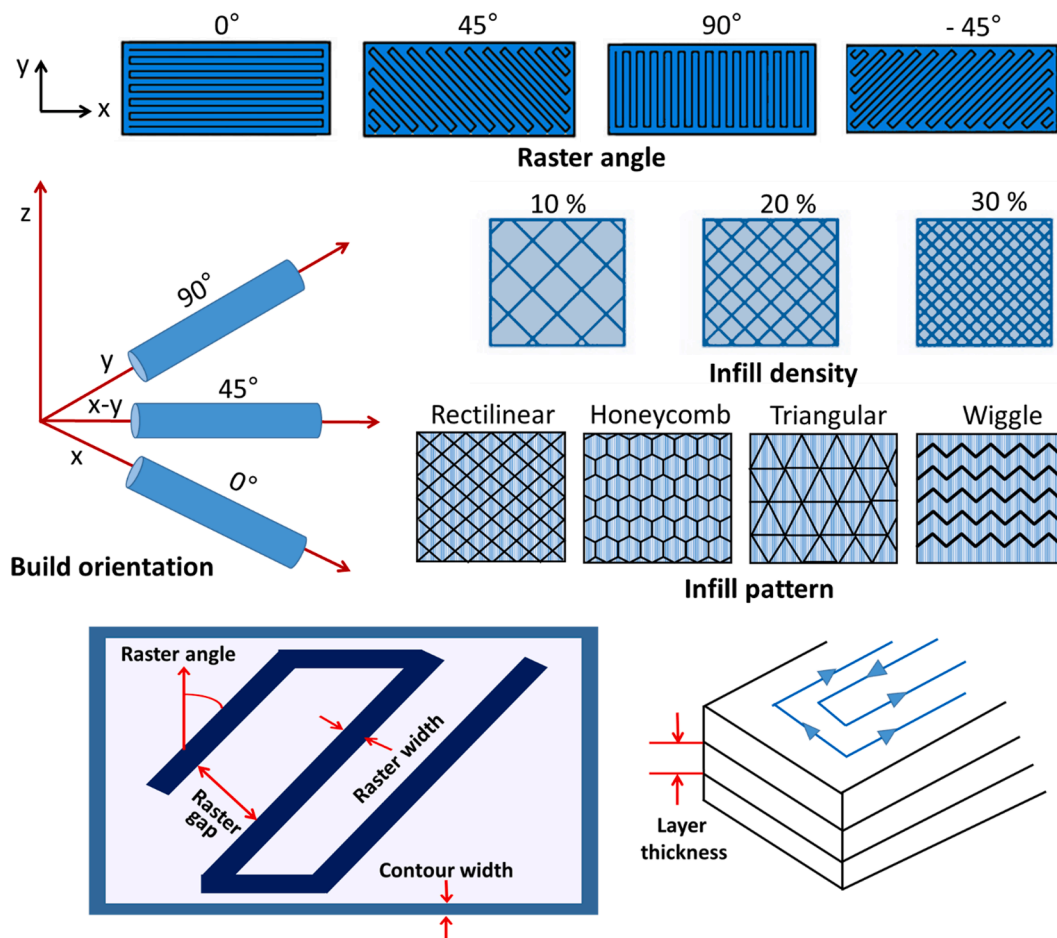 0° 45° 90° - 45°
y
x
Raster angle
z
90°
y
45°
x-y
x
0°
Build orientation
10 % 20 % 30 %
Infill density
Rectilinear Honeycomb Triangular Wiggle
Infill pattern
Raster angle
Raster width
Raster
gap
Contour width
Layer
thickness